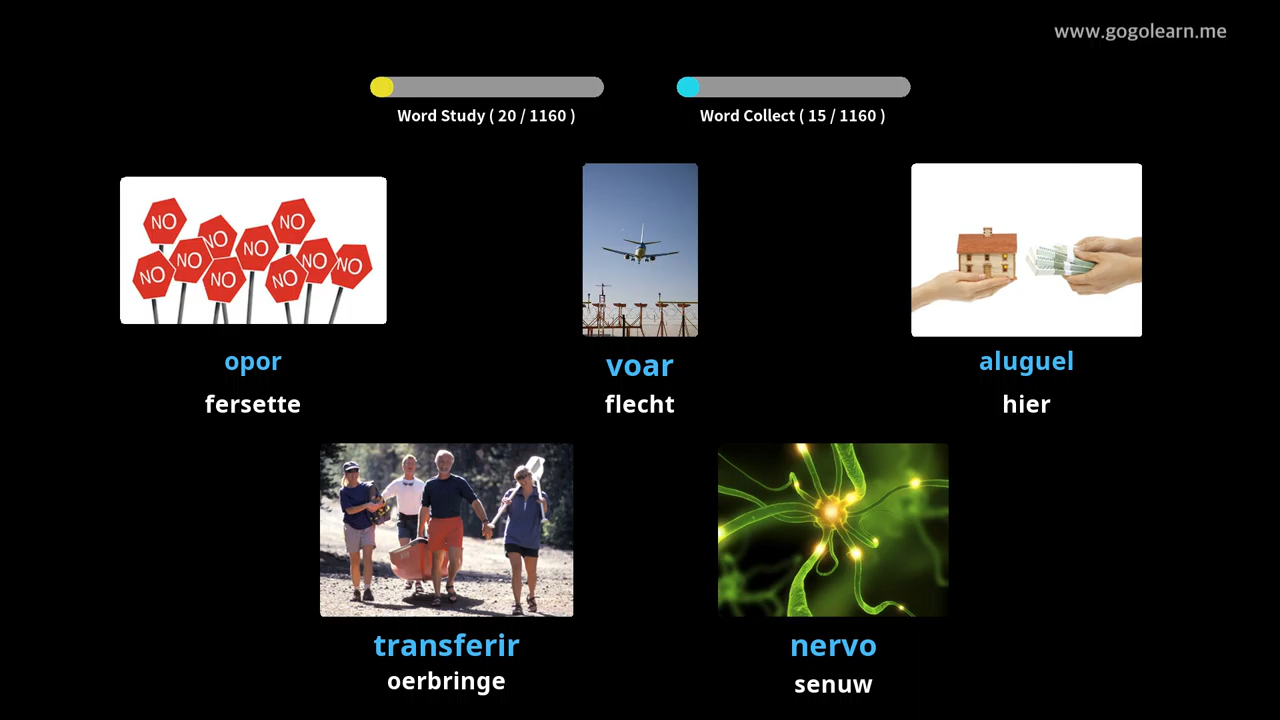 www.gogolearn.me
Word Study ( 20 / 1160 )
Word Collect ( 15 / 1160 )
NO NO NO NO NO NO NO NO NO NO
opor
fersette
voar
flecht
aluguel
hier
transferir
oerbringe
nervo
senuw